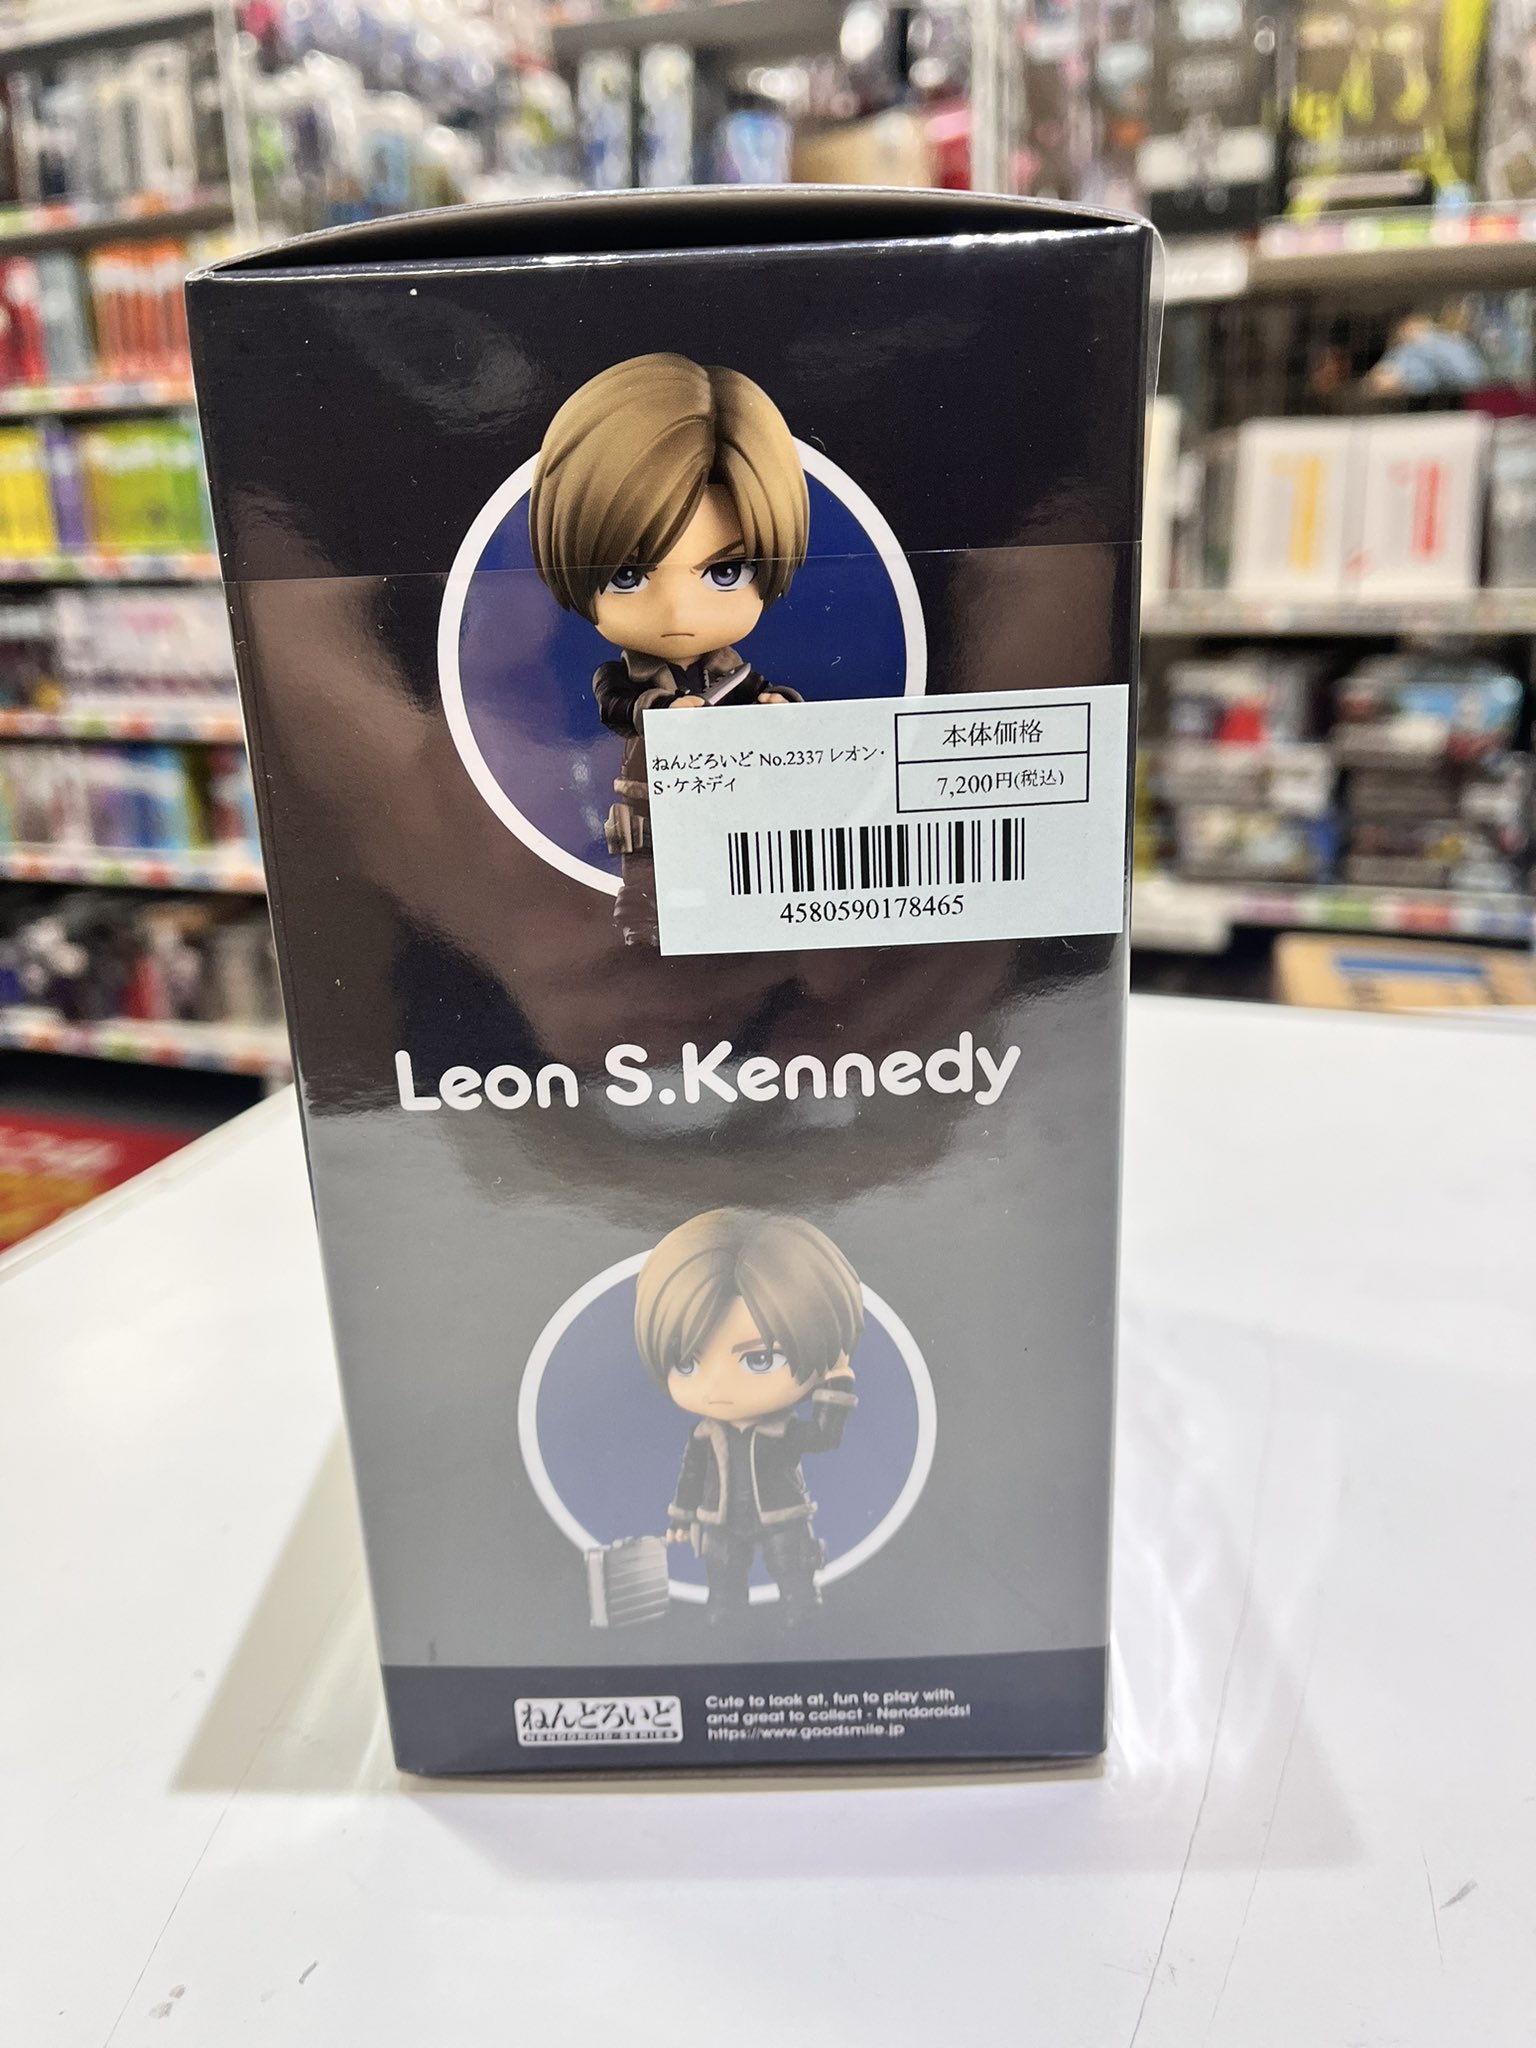 ねんどろいど No.2337 レオン・
S・ケネディ
本体価格
7,200円(税込)
4580590178465
Leon S.Kennedy
ねんどろいど
NENDOROID SERIES
Cute to look at, fun to play with
and great to collect - Nendoroids!
https://www.goodsmile.jp